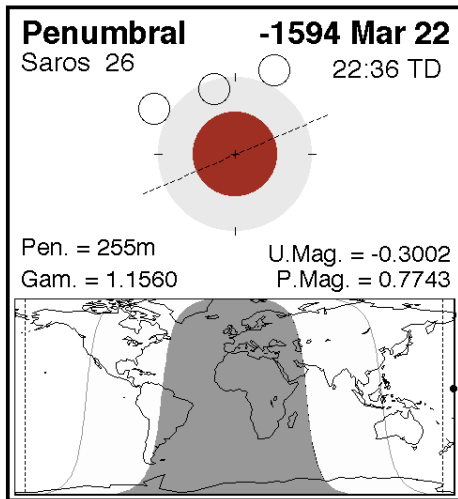 Penumbral -1594 Mar 22
Saros 26 22:36 TD
Pen. = 255m U.Mag. = -0.3002
Gam. = 1.1560 P.Mag. = 0.7743